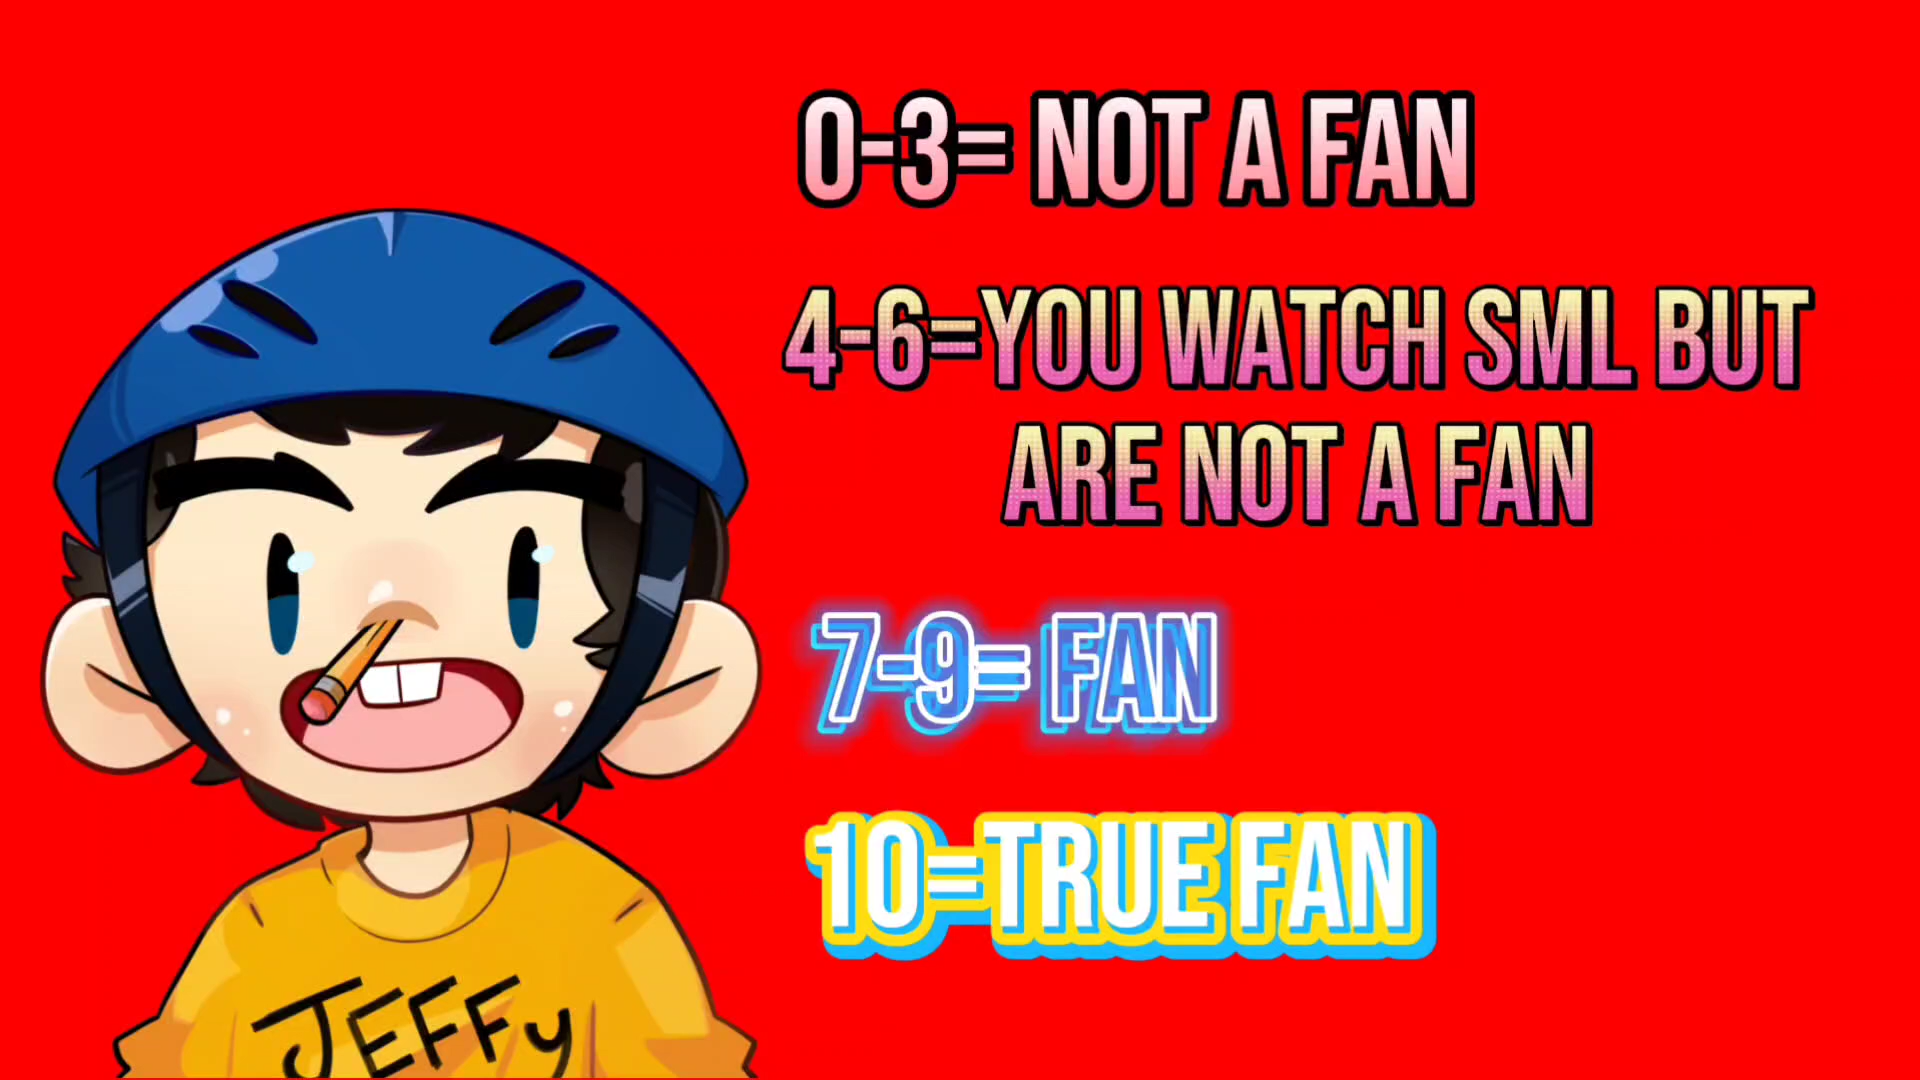 0-3= NOT A FAN
4-6=YOU WATCH SML BUT
ARE NOT A FAN
7-9= FAN
10=TRUE FAN
JEFFy